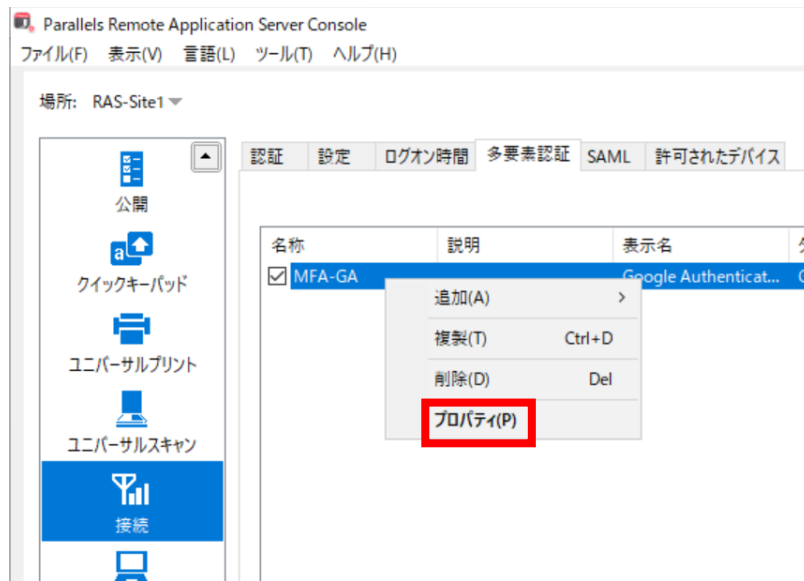 Parallels Remote Application Server Console
ファイル(F) 表示(V) 言語(L) ツール(T) ヘルプ(H)
場所: RAS-Site1
認証 設定 ログオン時間 多要素認証 SAML 許可されたデバイス
公開
クイックキーパッド
ユニバーサルプリント
ユニバーサルスキャン
接続
名称 説明 表示名
MFA-GA Google Authenticat...
追加(A)
複製(T) Ctrl+D
削除(D) Del
プロパティ(P)